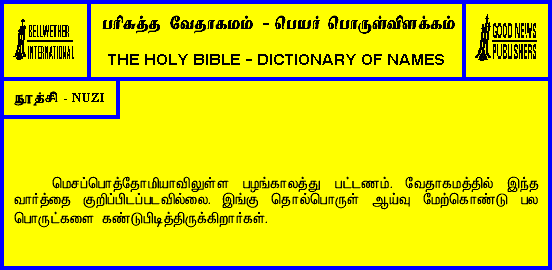 BELLWETHER
INTERNATIONAL
பரிசுத்த வேதாகமம் - பெயர் பொருள்விளக்கம்
THE HOLY BIBLE - DICTIONARY OF NAMES
GOOD NEWS
PUBLISHERS
நூத்சி - NUZI
மெசப்பொத்தோமியாவிலுள்ள பழங்காலத்து பட்டணம். வேதாகமத்தில் இந்த
வார்த்தை குறிப்பிடப்படவில்லை. இங்கு தொல்பொருள் ஆய்வு மேற்கொண்டு பல
பொருட்களை கண்டுபிடித்திருக்கிறார்கள்.